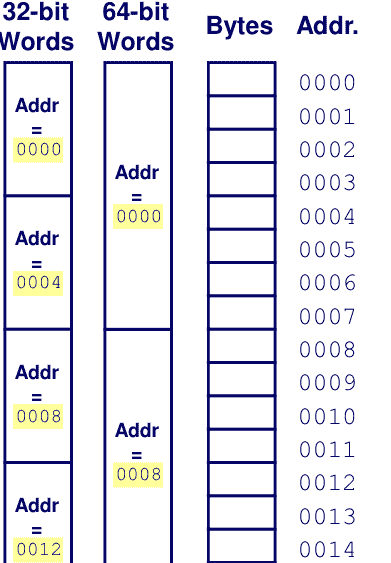 32-bit
Words
64-bit
Words
Bytes
Addr.
Addr
=
0000
Addr
=
0004
Addr
=
0008
Addr
=
0012
Addr
=
0000
Addr
=
0008
0000
0001
0002
0003
0004
0005
0006
0007
0008
0009
0010
0011
0012
0013
0014